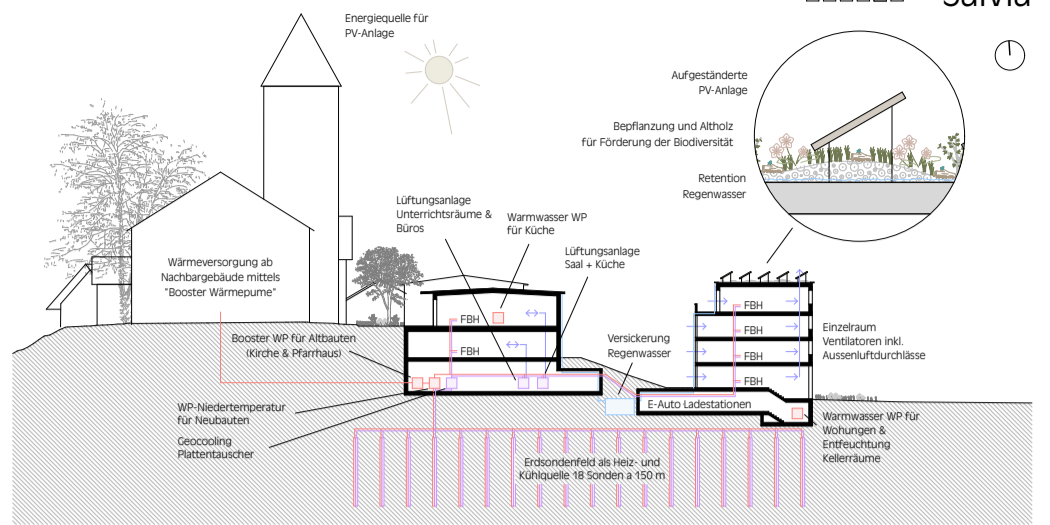 Salvia
Energiequelle für
PV-Anlage
Aufgeständerte
PV-Anlage
Bepflanzung und Altholz
für Förderung der Biodiversität
Retention
Regenwasser
Lüftungsanlage
Unterrichtsräume &
Büros
Warmwasser WP
für Küche
Lüftungsanlage
Saal + Küche
Wärmeversorgung ab
Nachbargebäude mittels
"Booster Wärmepume"
FBH
FBH
FBH
FBH
FBH
FBH
Booster WP für Altbauten
(Kirche & Pfarrhaus)
Versickerung
Regenwasser
Einzelraum
Ventilatoren inkl.
Aussenluftdurchlässe
WP-Niedertemperatur
für Neubauten
E-Auto Ladestationen
Geocooling
Plattentauscher
Warmwasser WP für
Wohungen &
Entfeuchtung
Kellerräume
Erdsondenfeld als Heiz- und
Kühlquelle 18 Sonden a 150 m